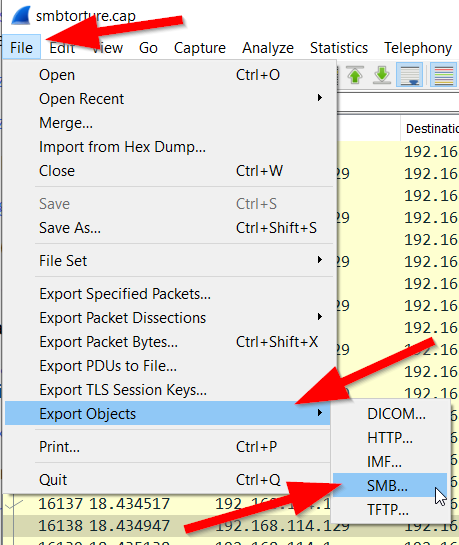 smbtorture.cap
File Edit View Go Capture Analyze Statistics Telephony
Open Ctrl+O
Open Recent
Merge...
Import from Hex Dump...
Close Ctrl+W
Save Ctrl+S
Save As... Ctrl+Shift+S
File Set
Export Specified Packets...
Export Packet Dissections
Export Packet Bytes... Ctrl+Shift+X
Export PDUs to File...
Export TLS Session Keys...
Export Objects
Print... Ctrl+P
Quit Ctrl+Q
DICOM...
HTTP...
IMF...
SMB...
TFTP...
Destinatio
192.16
29 192.16
192.16
29 192.16
192.16
29 192.16
192.16
29 192.16
192.16
29 192.16
16137 18.434517 192.168.114.1
16138 18.434947 192.168.114.129 192.16